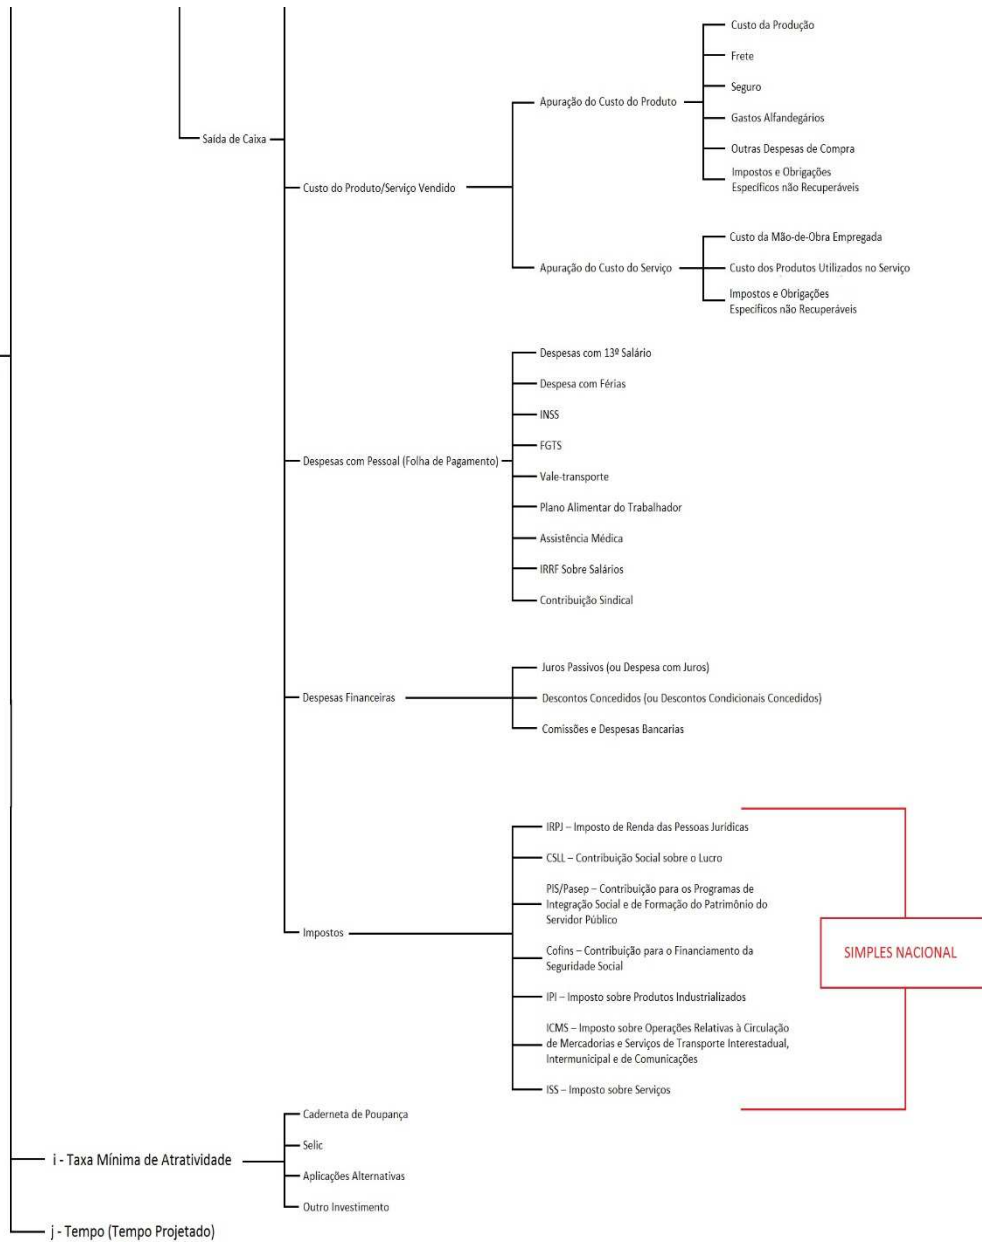 Custo da Produção
Frete
Seguro
Apuração do Custo do Produto
Gastos Alfandegários
Saída de Caixa
Outras Despesas de Compra
Impostos e Obrigações
Específicos não Recuperáveis
Custo do Produto/Serviço Vendido
Custo da Mão-de-Obra Empregada
Apuração do Custo do Serviço
Custo dos Produtos Utilizados no Serviço
Impostos e Obrigações
Específicos não Recuperáveis
Despesas com 13º Salário
Despesa com Férias
INSS
FGTS
Despesas com Pessoal (Folha de Pagamento)
Vale-transporte
Plano Alimentar do Trabalhador
Assistência Médica
IRRF Sobre Salários
Contribuição Sindical
Juros Passivos (ou Despesa com Juros)
Despesas Financeiras
Descontos Concedidos (ou Descontos Condicionais Concedidos)
Comissões e Despesas Bancarias
IRPJ – Imposto de Renda das Pessoas Jurídicas
CSLL – Contribuição Social sobre o Lucro
PIS/Pasep – Contribuição para os Programas de
Integração Social e de Formação do Patrimônio do
Servidor Público
Impostos
Cofins – Contribuição para o Financiamento da
Seguridade Social
SIMPLES NACIONAL
IPI – Imposto sobre Produtos Industrializados
ICMS – Imposto sobre Operações Relativas à Circulação
de Mercadorias e Serviços de Transporte Interestadual,
Intermunicipal e de Comunicações
ISS – Imposto sobre Serviços
Caderneta de Poupança
Selic
i - Taxa Mínima de Atratividade
Aplicações Alternativas
Outro Investimento
j - Tempo (Tempo Projetado)